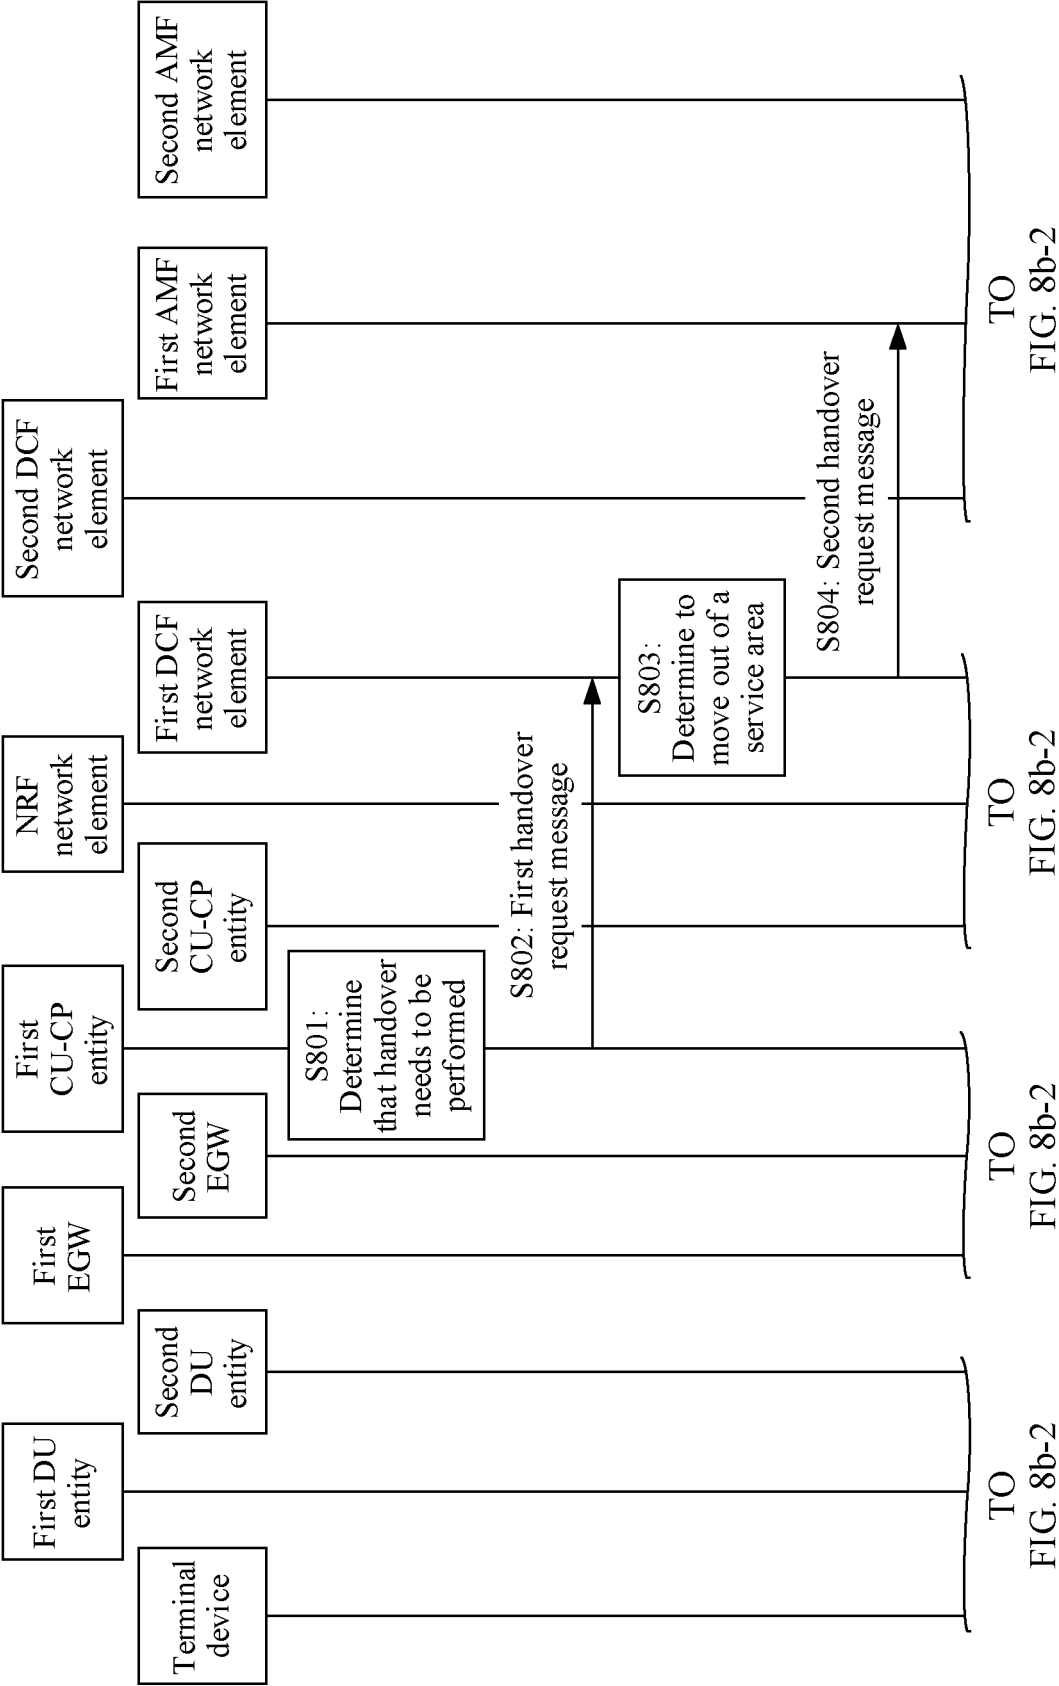 Terminal
device
First DU
entity
Second
DU
entity
First
EGW
Second
EGW
First
CU-CP
entity
Second
CU-CP
entity
NRF
network
element
First DCF
network
element
Second DCF
network
element
First AMF
network
element
Second AMF
network
element
S801:
Determine
that handover
needs to be
performed
S802: First handover
request message
S803:
Determine to
move out of a
service area
S804: Second handover
request message
TO
FIG. 8b-2
TO
FIG. 8b-2
TO
FIG. 8b-2
TO
FIG. 8b-2